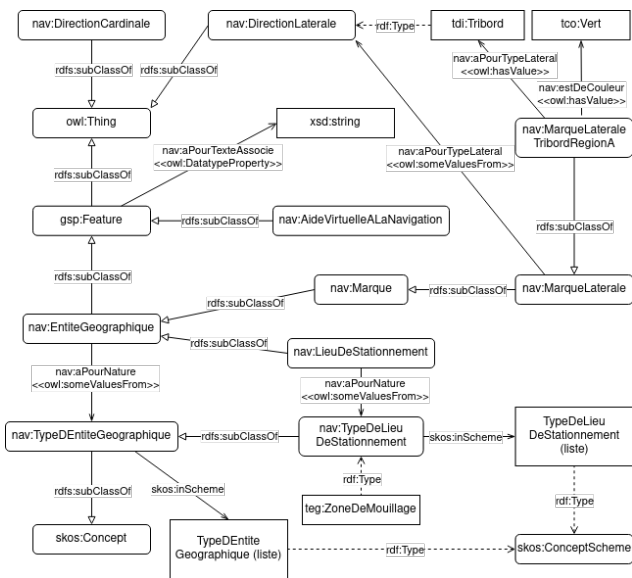 nav:DirectionCardinale
nav:DirectionLaterale
rdf:Type
tdi:Tribord
tco:Vert
rdfs:subClassOf
rdfs:subClassOf
nav:aPourTypeLateral
<<owl:hasValue>>
nav:estDeCouleur
<<owl:hasValue>>
owl:Thing
xsd:string
nav:MarqueLaterale
TribordRegionA
nav:aPourTexteAssocie
<<owl:DatatypeProperty>>
nav:aPourTypeLateral
<<owl:someValuesFrom>>
rdfs:subClassOf
gsp:Feature
rdfs:subClassOf
nav:AideVirtuelleALaNavigation
rdfs:subClassOf
rdfs:subClassOf
nav:Marque
rdfs:subClassOf
nav:MarqueLaterale
rdfs:subClassOf
nav:EntiteGeographique
rdfs:subClassOf
nav:LieuDeStationnement
nav:aPourNature
<<owl:someValuesFrom>>
nav:aPourNature
<<owl:someValuesFrom>>
nav:TypeDEntiteGeographique
rdfs:subClassOf
nav:TypeDeLieu
DeStationnement
skos:inScheme
TypeDeLieu
DeStationnement
(liste)
rdf:Type
rdfs:subClassOf
skos:inScheme
teg:ZoneDeMouillage
rdf:Type
skos:Concept
TypeDEntite
Geographique (liste)
rdf:Type
skos:ConceptScheme